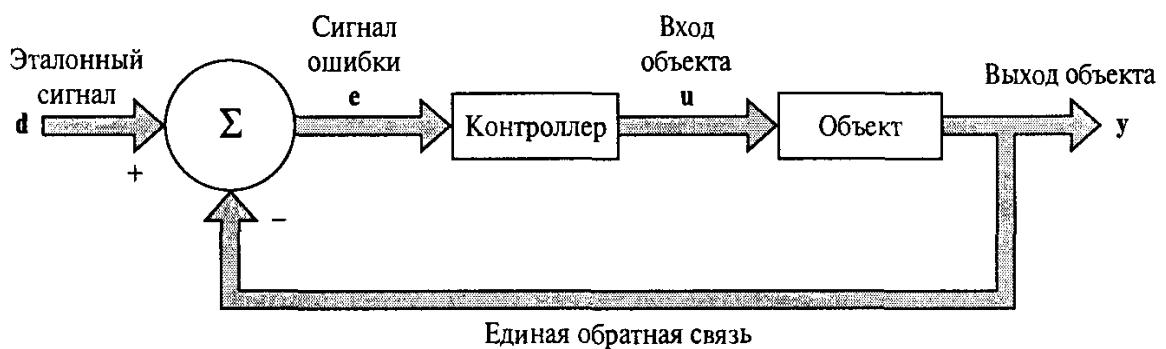 Эталонный
сигнал
d
+
Σ
−
Сигнал
ошибки
e
Контроллер
Вход
объекта
u
Объект
Выход объекта
y
Единая обратная связь